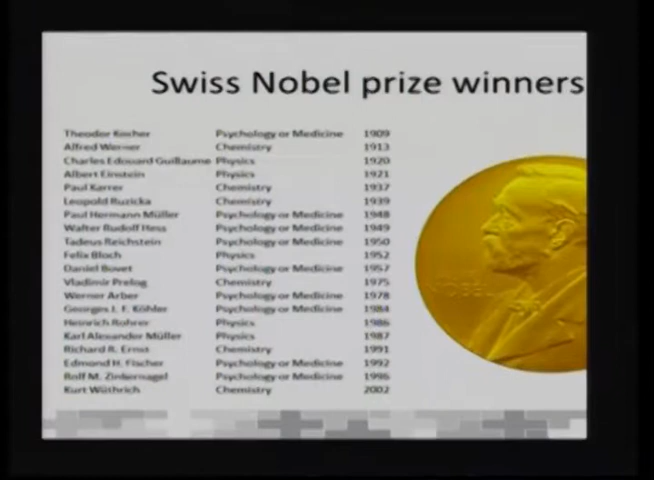 Swiss Nobel prize winners
Theodor Kocher Psychology or Medicine 1909
Alfred Werner Chemistry 1913
Charles Edouard Guillaume Physics 1920
Albert Einstein Physics 1921
Paul Karrer Chemistry 1937
Leopold Ruzicka Chemistry 1939
Paul Hermann Müller Psychology or Medicine 1948
Walter Rudolf Hess Psychology or Medicine 1949
Tadeus Reichstein Psychology or Medicine 1950
Felix Bloch Physics 1952
Daniel Bovet Psychology or Medicine 1957
Vladimir Prelog Chemistry 1975
Werner Arber Psychology or Medicine 1978
Georges J. F. Köhler Psychology or Medicine 1984
Heinrich Rohrer Physics 1986
Karl Alexander Müller Physics 1987
Richard R. Ernst Chemistry 1991
Edmond H. Fischer Psychology or Medicine 1992
Rolf M. Zinkernagel Psychology or Medicine 1996
Kurt Wüthrich Chemistry 2002